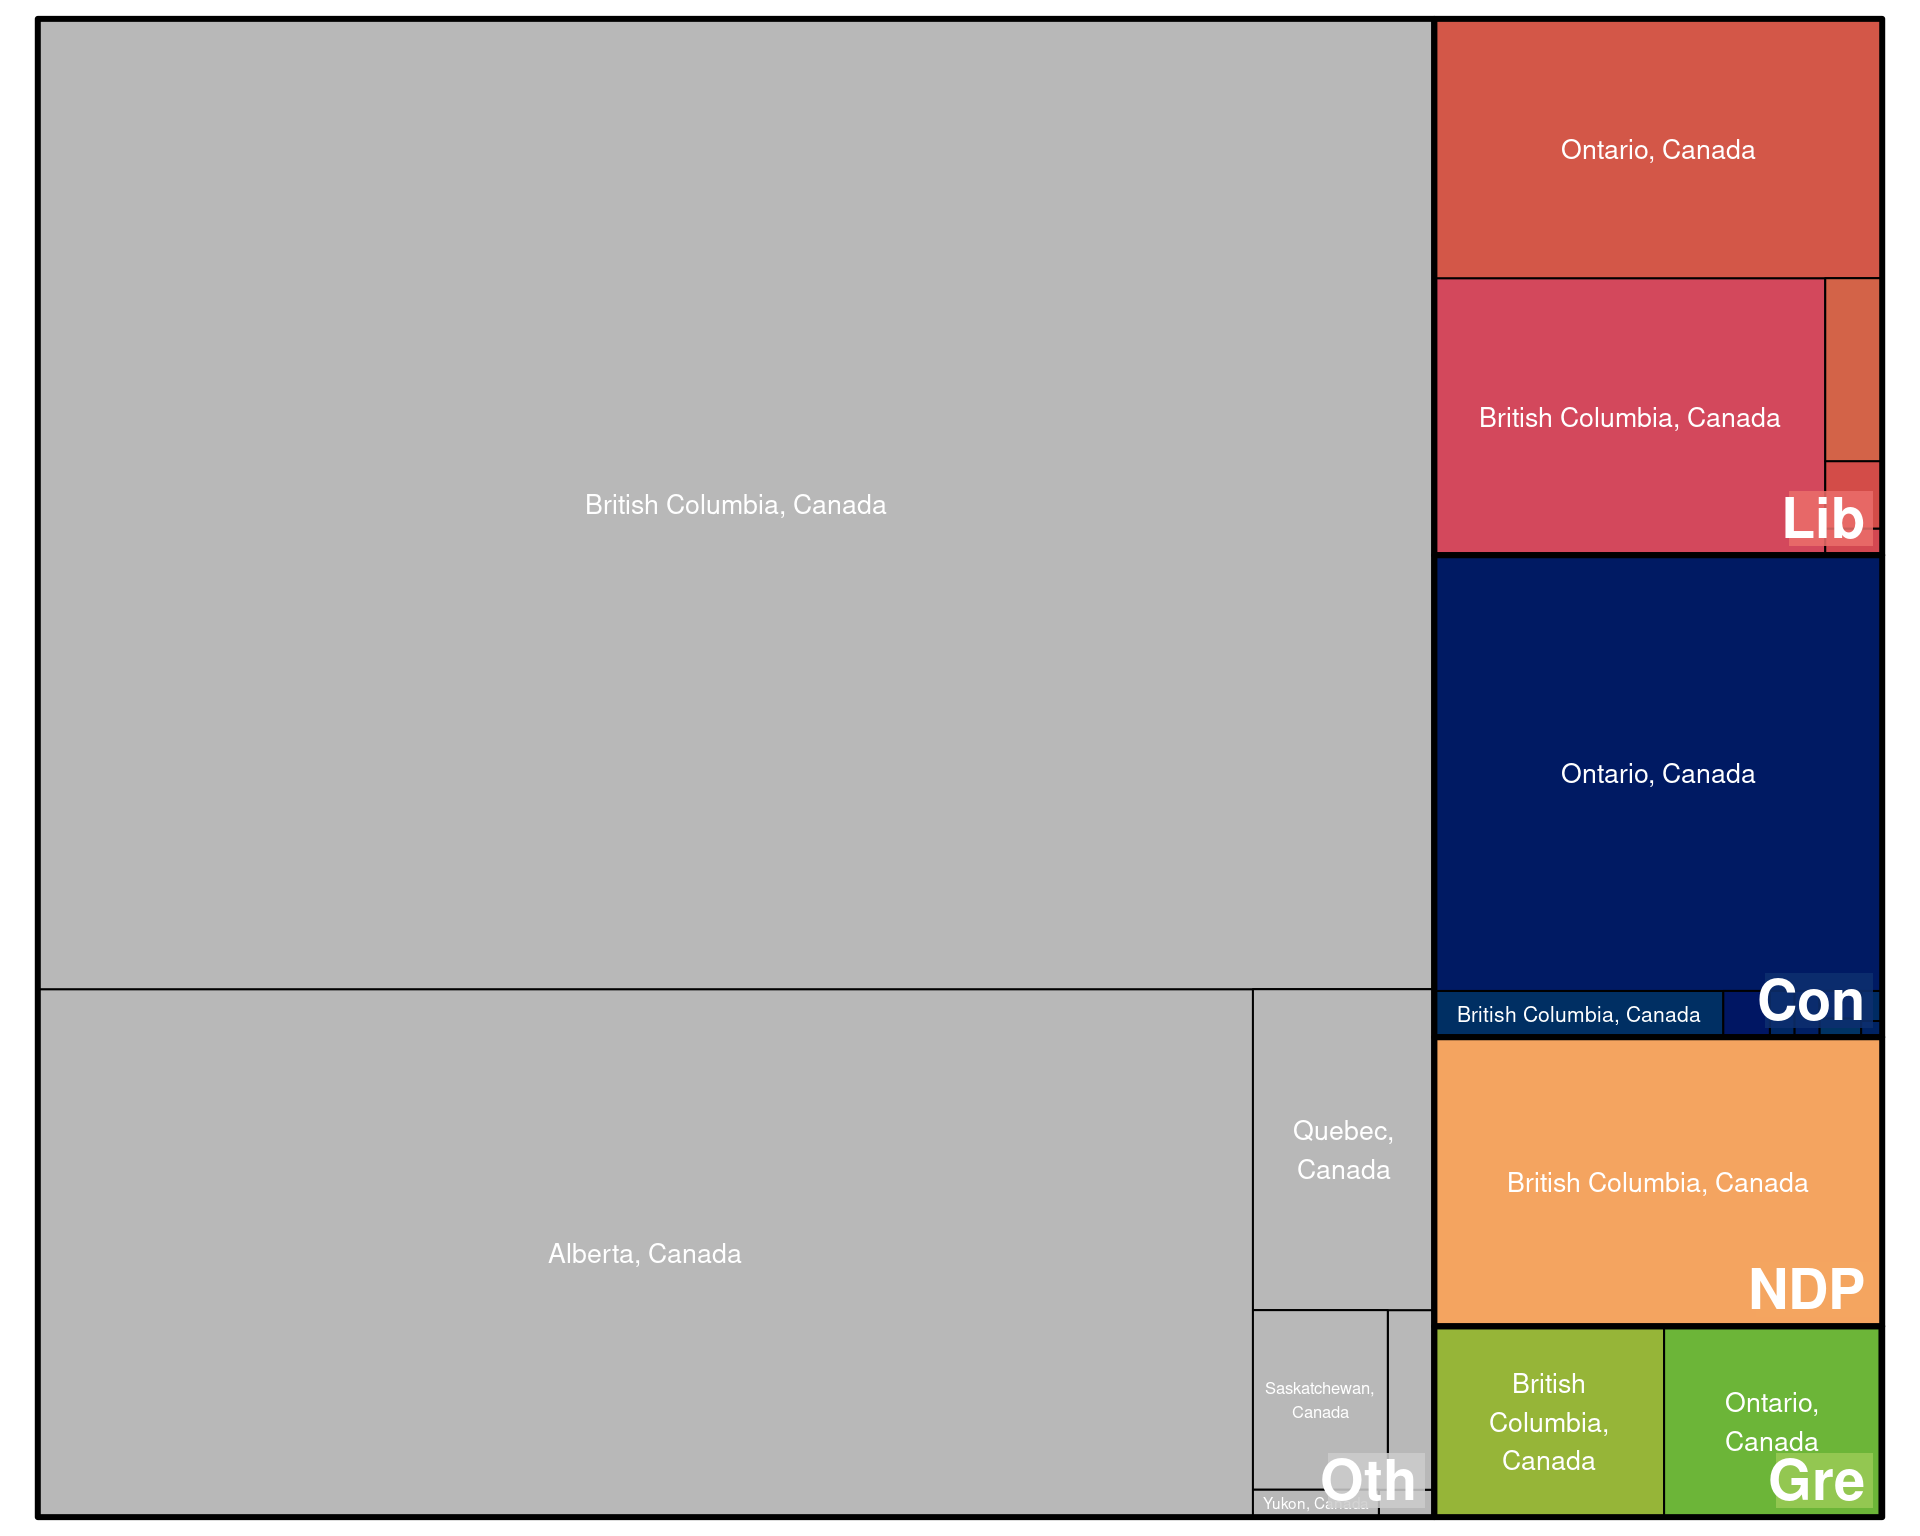 British Columbia, Canada
Alberta, Canada
Quebec,
Canada
Saskatchewan,
Canada
Yukon, Canada
Oth
Ontario, Canada
British Columbia, Canada
Lib
Ontario, Canada
British Columbia, Canada
Con
British Columbia, Canada
NDP
British
Columbia,
Canada
Ontario,
Canada
Gre